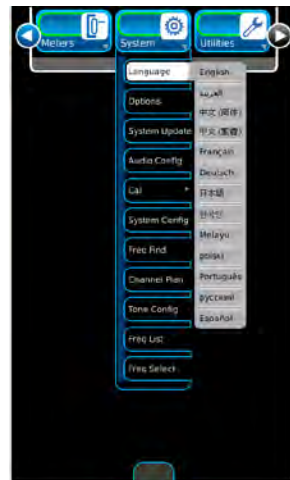 Meters
System
Utilities
Language
Options
System Update
Audio Config
Cal
System Config
Freq Find
Channel Plan
Tone Config
Freq List
Freq Select
English
العربية
中文 (简体)
中文 (繁體)
Français
Deutsch
日本語
한국인
Melayu
polski
Português
русский
Español